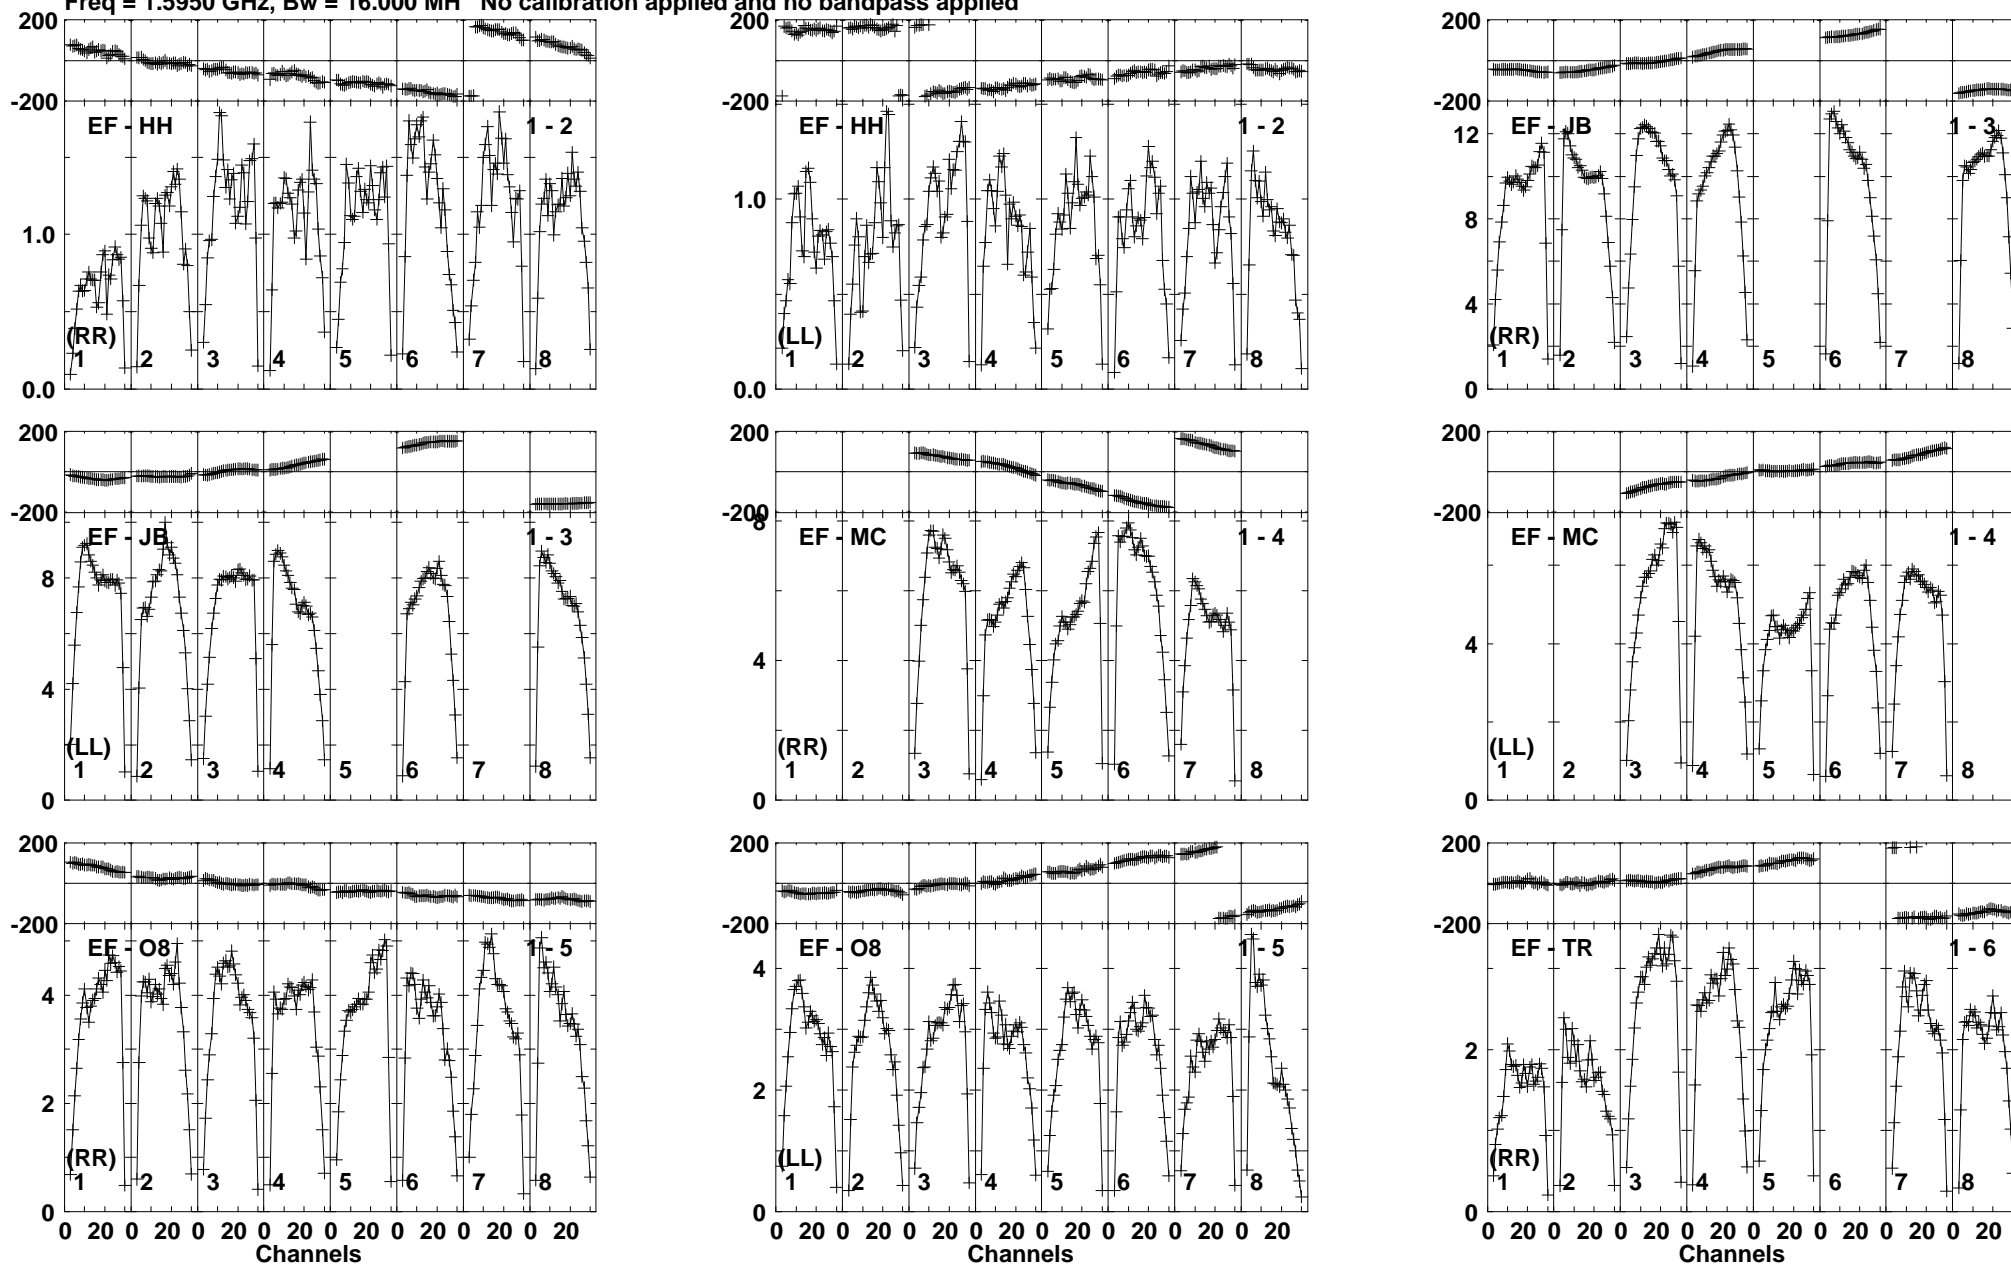 Freq = 1.5950 GHz, Bw = 16.000 MH No calibration applied and no bandpass applied
200 200 200
-200 -200 -200
EF - HH 1 - 2 EF - HH 1 - 2 EF - JB 1 - 3
12
1.0 8
1.0
4
(RR) (LL) (RR)
1 2 3 4 5 6 7 8 1 2 3 4 5 6 7 8 1 2 3 4 5 6 7 8
0.0 0.0 0
200 200 200
-200 -200 -200
EF - JB 1 - 3 8 EF - MC 1 - 4 EF - MC 1 - 4
8
4 4
4
(LL) (RR) (LL)
1 2 3 4 5 6 7 8 1 2 3 4 5 6 7 8 1 2 3 4 5 6 7 8
0 0 0
200 200 200
-200 -200 -200
EF - O8 1 - 5 EF - O8 1 - 5 EF - TR 1 - 6
4 4
2 2 2
(RR) (LL) (RR)
1 2 3 4 5 6 7 8 1 2 3 4 5 6 7 8 1 2 3 4 5 6 7 8
0 0 0
0 20 0 20 0 20 0 20 0 20 0 20 0 20 0 20 0 20 0 20 0 20 0 20 0 20 0 20 0 20 0 20 0 20 0 20 0 20 0 20 0 20 0 20 0 20 0 20
Channels Channels Channels